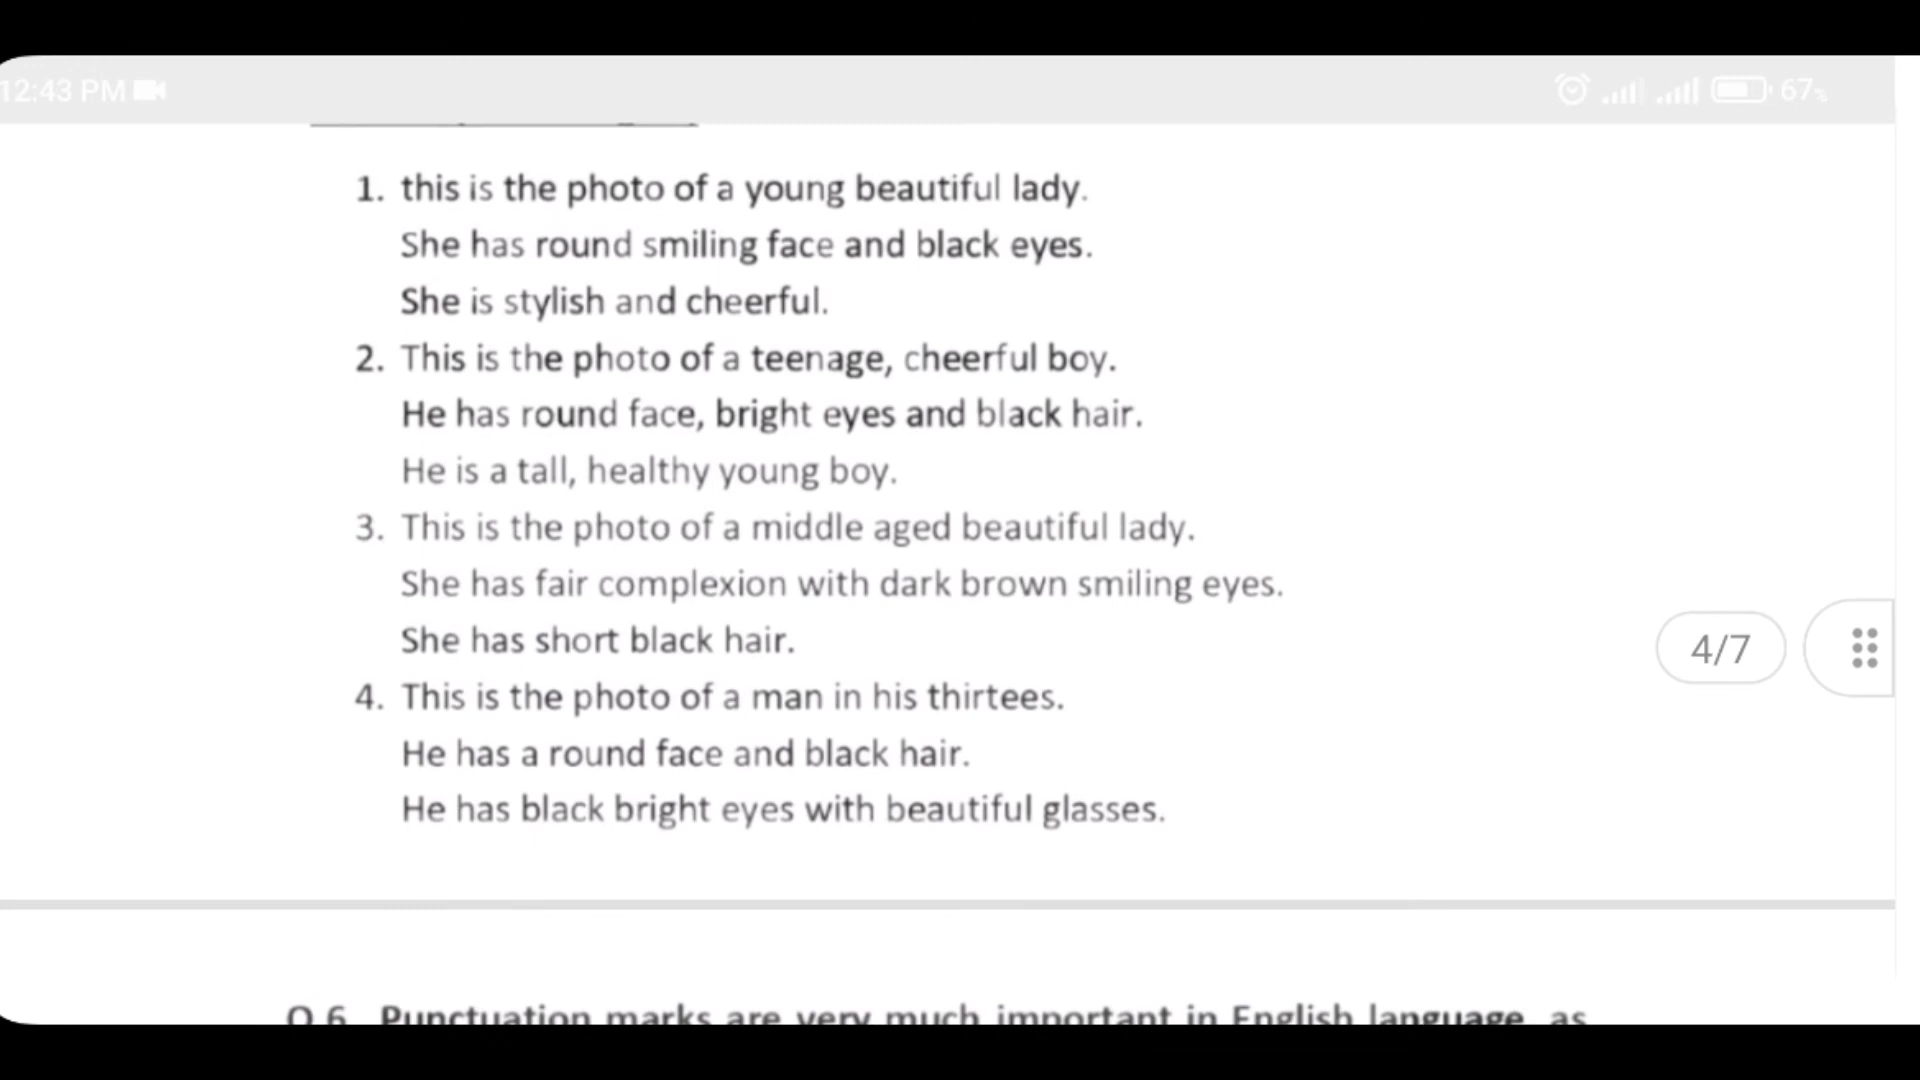 12:43 PM 67%
1. this is the photo of a young beautiful lady.
She has round smiling face and black eyes.
She is stylish and cheerful.
2. This is the photo of a teenage, cheerful boy.
He has round face, bright eyes and black hair.
He is a tall, healthy young boy.
3. This is the photo of a middle aged beautiful lady.
She has fair complexion with dark brown smiling eyes.
She has short black hair.
4/7
4. This is the photo of a man in his thirtees.
He has a round face and black hair.
He has black bright eyes with beautiful glasses.
Q.6 Punctuation marks are very much important in English language, as